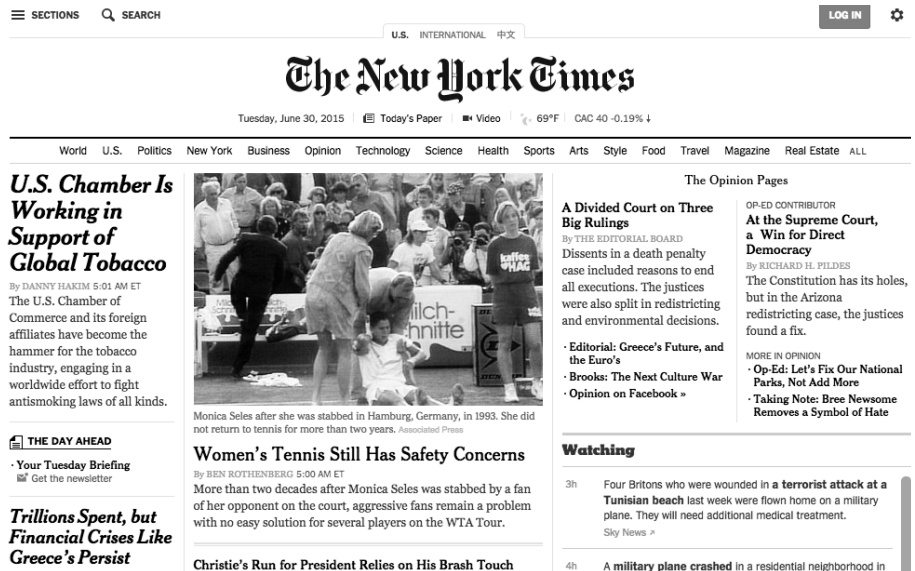 SECTIONS
SEARCH
LOG IN
U.S.
INTERNATIONAL
中文
The New York Times
Tuesday, June 30, 2015
Today's Paper
Video
69°F
CAC 40 -0.19% ↓
World
U.S.
Politics
New York
Business
Opinion
Technology
Science
Health
Sports
Arts
Style
Food
Travel
Magazine
Real Estate
ALL
U.S. Chamber Is
Working in
Support of
Global Tobacco
By DANNY HAKIM 5:01 AM ET
The U.S. Chamber of
Commerce and its foreign
affiliates have become the
hammer for the tobacco
industry, engaging in a
worldwide effort to fight
antismoking laws of all kinds.
THE DAY AHEAD
· Your Tuesday Briefing
Get the newsletter
Trillions Spent, but
Financial Crises Like
Greece's Persist
kaffee
HAG
Milch-
Schnitte
Monica Seles after she was stabbed in Hamburg, Germany, in 1993. She did
not return to tennis for more than two years. Associated Press
Women's Tennis Still Has Safety Concerns
By BEN ROTHENBERG 5:00 AM ET
More than two decades after Monica Seles was stabbed by a fan
of her opponent on the court, aggressive fans remain a problem
with no easy solution for several players on the WTA Tour.
Christie's Run for President Relies on His Brash Touch
The Opinion Pages
A Divided Court on Three
Big Rulings
By THE EDITORIAL BOARD
Dissents in a death penalty
case included reasons to end
all executions. The justices
were also split in redistricting
and environmental decisions.
· Editorial: Greece's Future, and
the Euro's
· Brooks: The Next Culture War
· Opinion on Facebook »
OP-ED CONTRIBUTOR
At the Supreme Court,
a Win for Direct
Democracy
By RICHARD H. PILDES
The Constitution has its holes,
but in the Arizona
redistricting case, the justices
found a fix.
MORE IN OPINION
· Op-Ed: Let's Fix Our National
Parks, Not Add More
· Taking Note: Bree Newsome
Removes a Symbol of Hate
Watching
3h
Four Britons who were wounded in a terrorist attack at a
Tunisian beach last week were flown home on a military
plane. They will need additional medical treatment.
Sky News ↗
4h
A military plane crashed in a residential neighborhood in